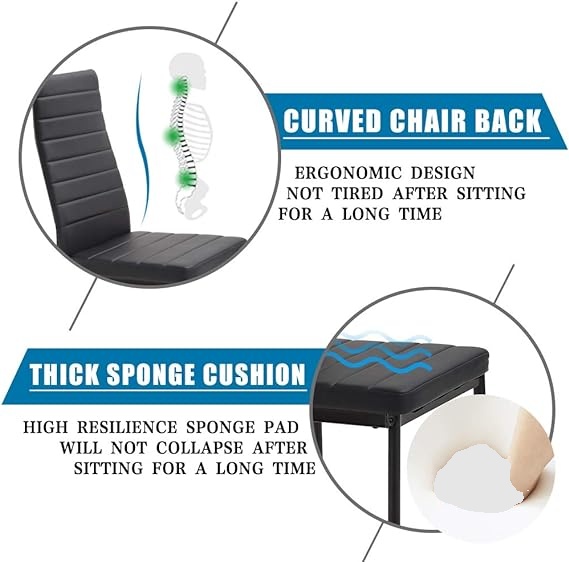 CURVED CHAIR BACK
ERGONOMIC DESIGN
NOT TIRED AFTER SITTING
FOR A LONG TIME
THICK SPONGE CUSHION
HIGH RESILIENCE SPONGE PAD
WILL NOT COLLAPSE AFTER
SITTING FOR A LONG TIME